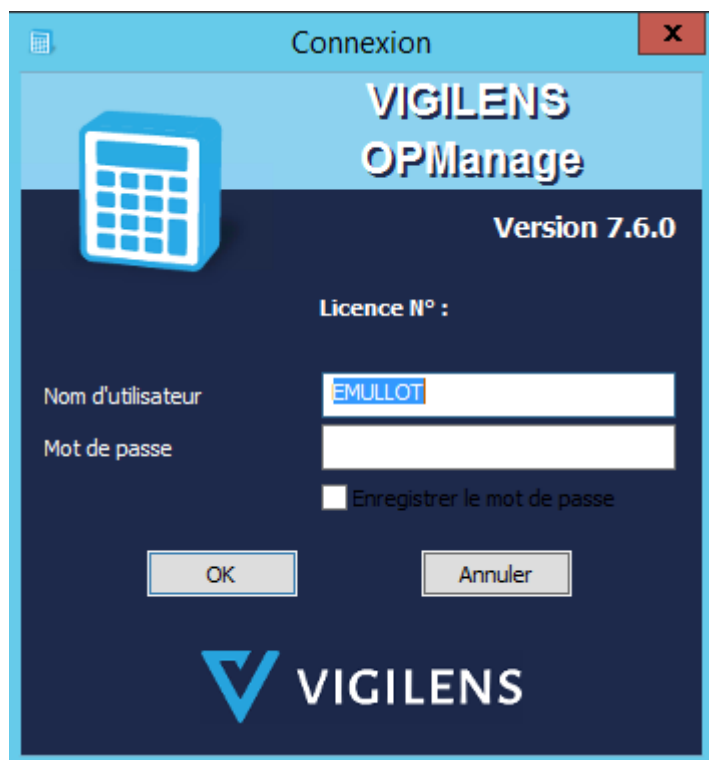 Connexion
x
VIGILENS
OPManage
Version 7.6.0
Licence N° :
Nom d'utilisateur
EMULLOT
Mot de passe
Enregistrer le mot de passe
OK
Annuler
VIGILENS